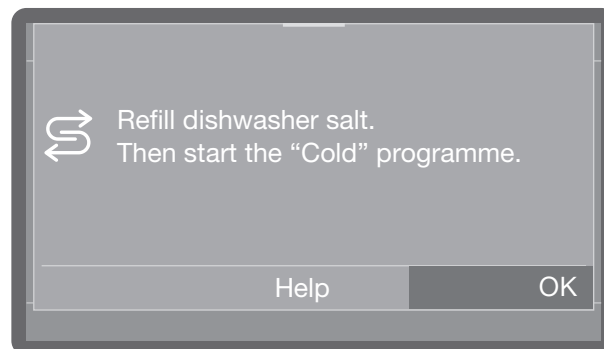 Refill dishwasher salt.
Then start the “Cold” programme.
Help
OK